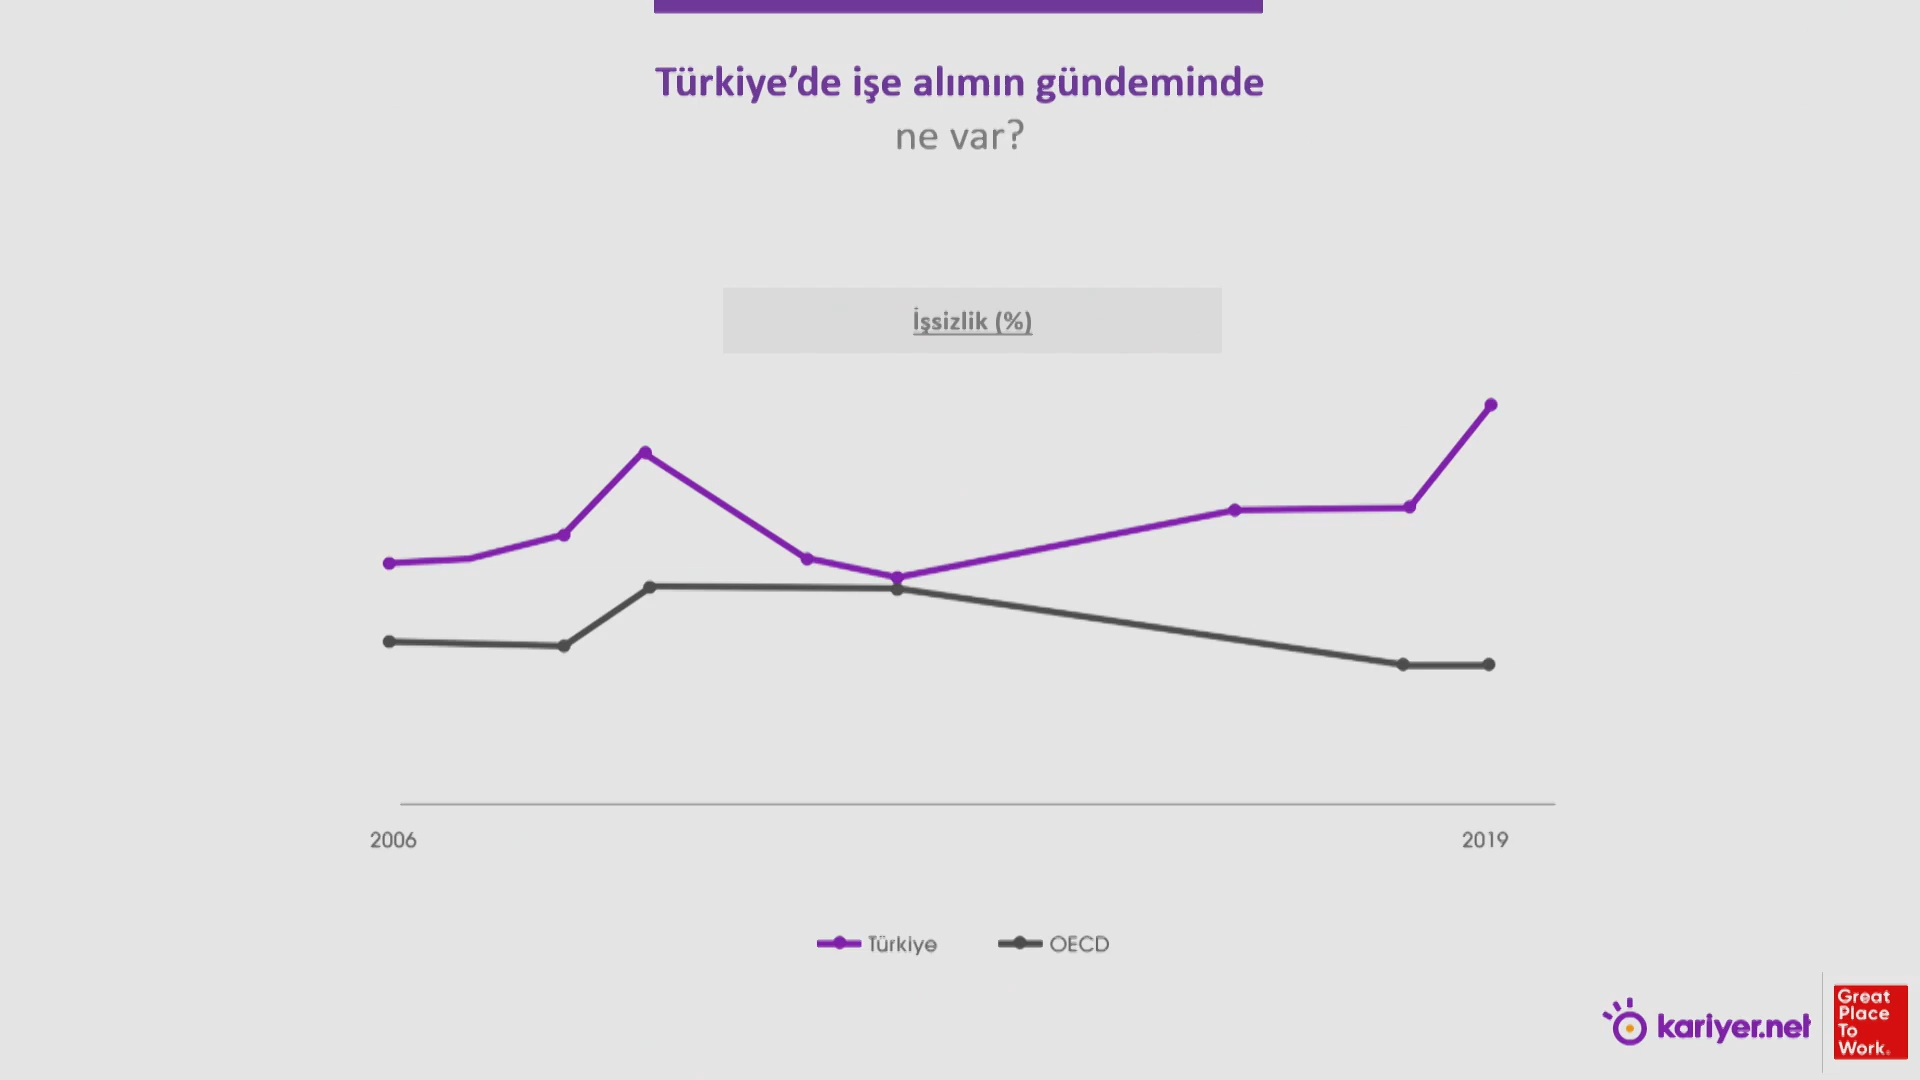 Türkiye’de işe alımın gündeminde
ne var?
İşsizlik (%)
2006
2019
Türkiye
OECD
kariyer.net
Great
Place
To
Work.